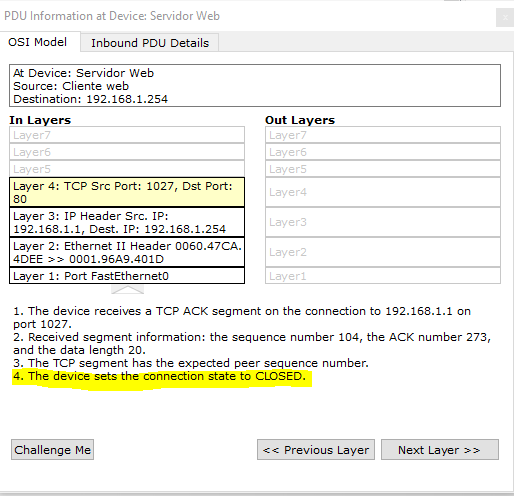 PDU Information at Device: Servidor Web
x
OSI Model
Inbound PDU Details
At Device: Servidor Web
Source: Cliente web
Destination: 192.168.1.254
In Layers
Out Layers
Layer7
Layer7
Layer6
Layer6
Layer5
Layer5
Layer 4: TCP Src Port: 1027, Dst Port:
80
Layer4
Layer 3: IP Header Src. IP:
192.168.1.1, Dest. IP: 192.168.1.254
Layer3
Layer 2: Ethernet II Header 0060.47CA.
4DEE >> 0001.96A9.401D
Layer2
Layer 1: Port FastEthernet0
Layer1
1. The device receives a TCP ACK segment on the connection to 192.168.1.1 on
port 1027.
2. Received segment information: the sequence number 104, the ACK number 273,
and the data length 20.
3. The TCP segment has the expected peer sequence number.
4. The device sets the connection state to CLOSED.
Challenge Me
<< Previous Layer
Next Layer >>